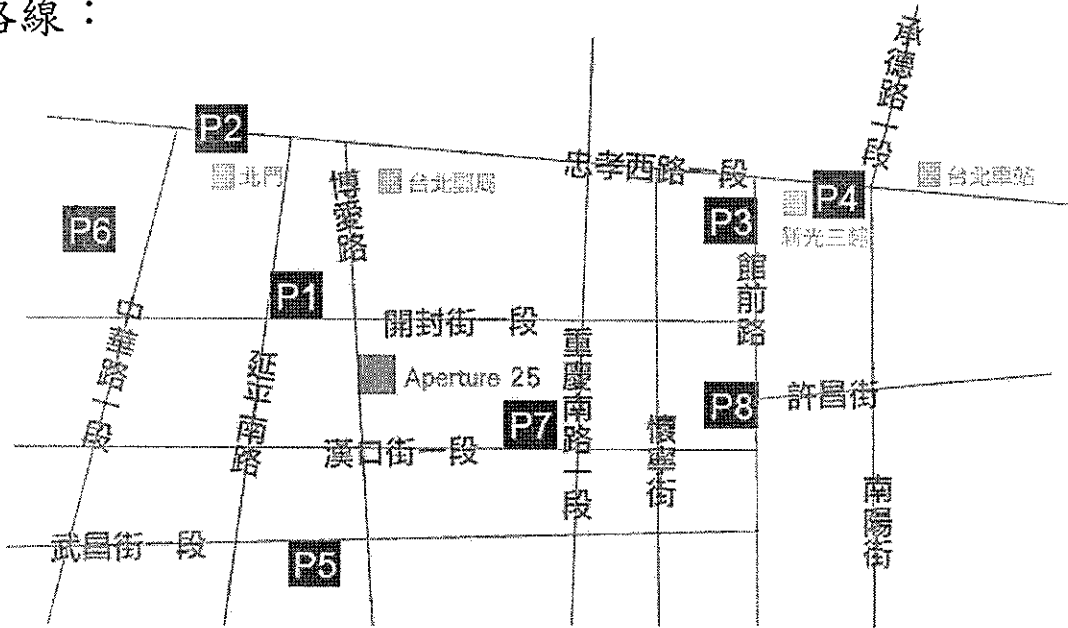 路線：
承德路一段
P2
北門
博愛路
台北郵局
忠孝西路一段
P4
台北車站
P6
P3
新光三越
館前路
P1
中華路一段
開封街一段
重慶南路一段
延平南路
Aperture 25
P7
P8
許昌街
懷寧街
漢口街一段
南陽街
武昌街一段
P5